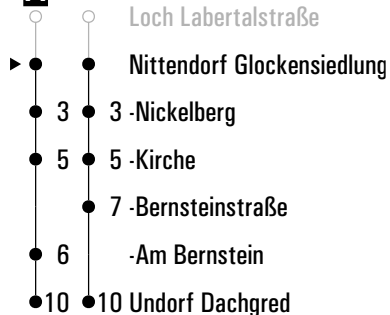 Loch Labertalstraße
Nittendorf Glockensiedlung
3 3 -Nickelberg
5 5 -Kirche
7 -Bernsteinstraße
6 -Am Bernstein
10 10 Undorf Dachgred